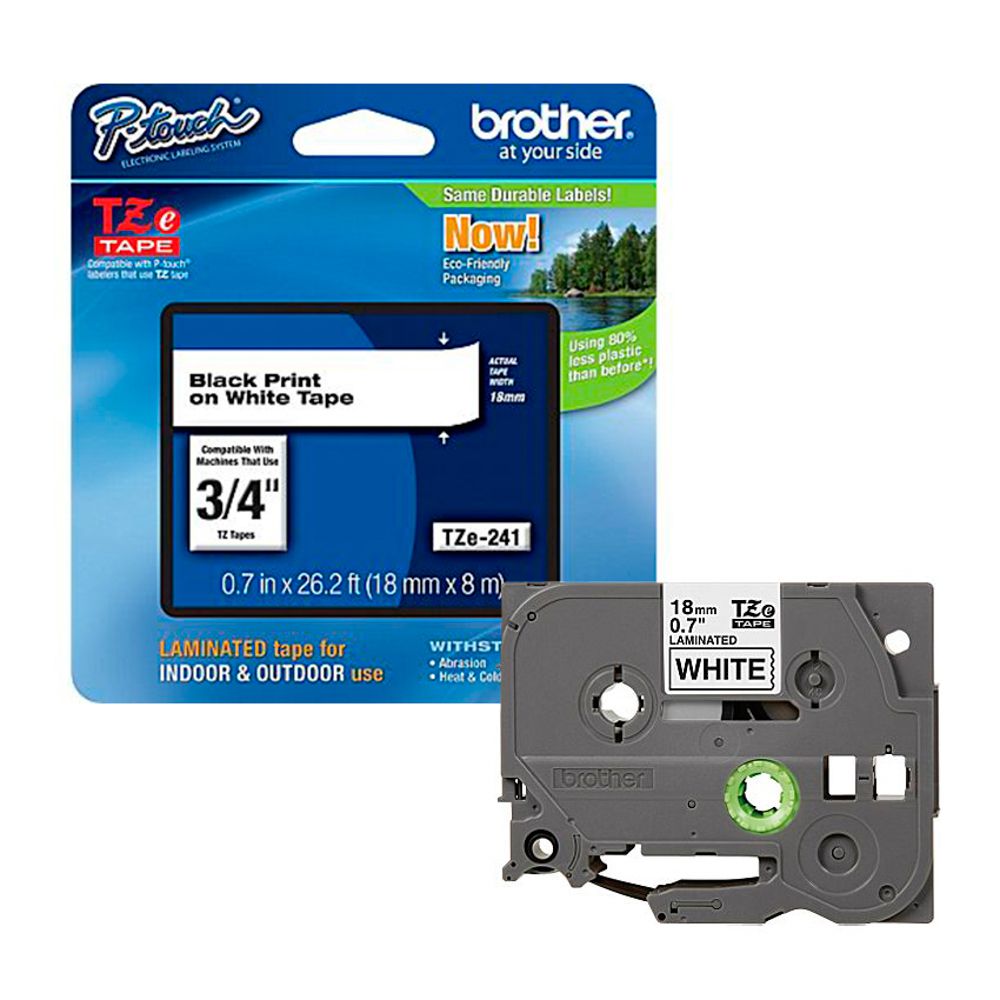 P-touch
ELECTRONIC LABELING SYSTEM
brother
at your side
TZe
TAPE
Compatible with P-touch®
labelers that use TZ tape
Same Durable Labels!
Now!
Eco-Friendly
Packaging
Using 80%
less plastic
than before*!
Black Print
on White Tape
ACTUAL
TAPE
WIDTH
18mm
Compatible With
Machines That Use
3/4"
TZ Tapes
TZe-241
0.7 in x 26.2 ft (18 mm x 8 m)
LAMINATED tape for
INDOOR & OUTDOOR use
WITHST
• Abrasion
• Heat & Cold
18mm
0.7"
LAMINATED
TZe
TAPE
WHITE
4C
brother